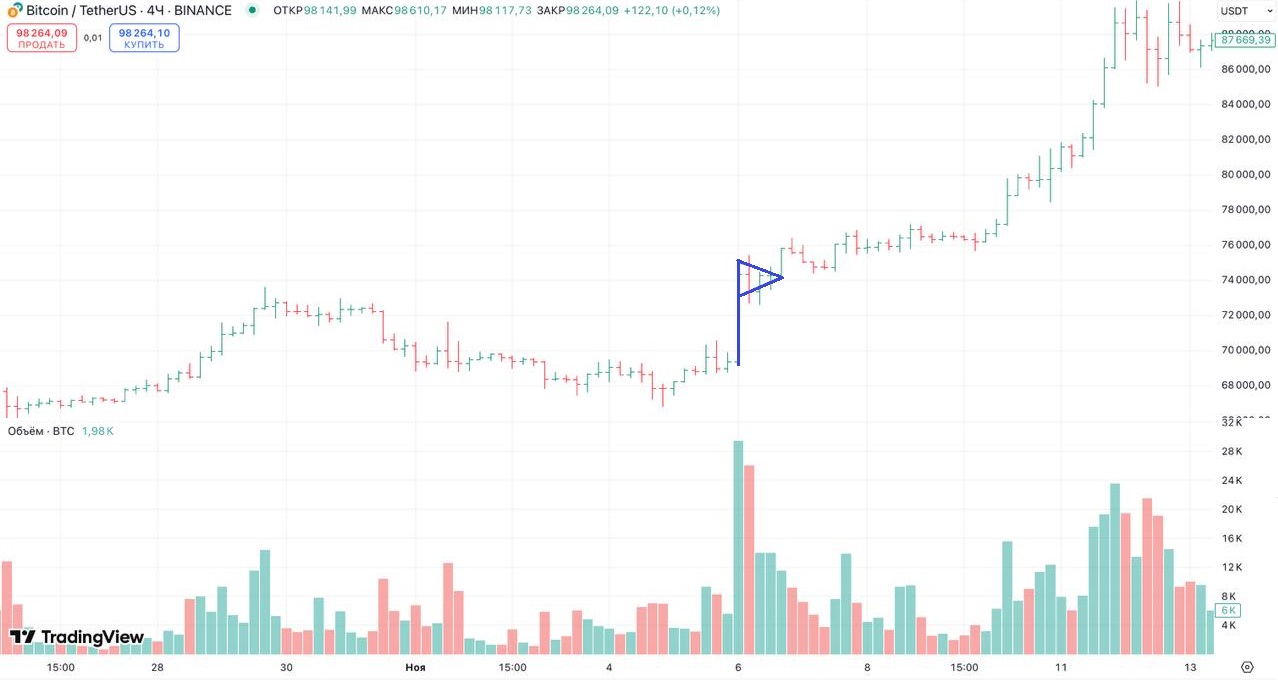 Bitcoin / TetherUS · 4Ч · BINANCE ОТКР98 141,99 МАКС98 610,17 МИН98 117,73 ЗАКР98 264,09 +122,10 (+0,12%) USDT
98 264,09 0,01 98 264,10
ПРОДАТЬ КУПИТЬ
87 669,39
86 000,00
84 000,00
82 000,00
80 000,00
78 000,00
76 000,00
74 000,00
72 000,00
70 000,00
68 000,00
32 K
Объём · BTC 1,98 K
28 K
24 K
20 K
16 K
12 K
8 K
6 K
4 K
TradingView
15:00 28 30 Ноя 15:00 4 6 8 15:00 11 13